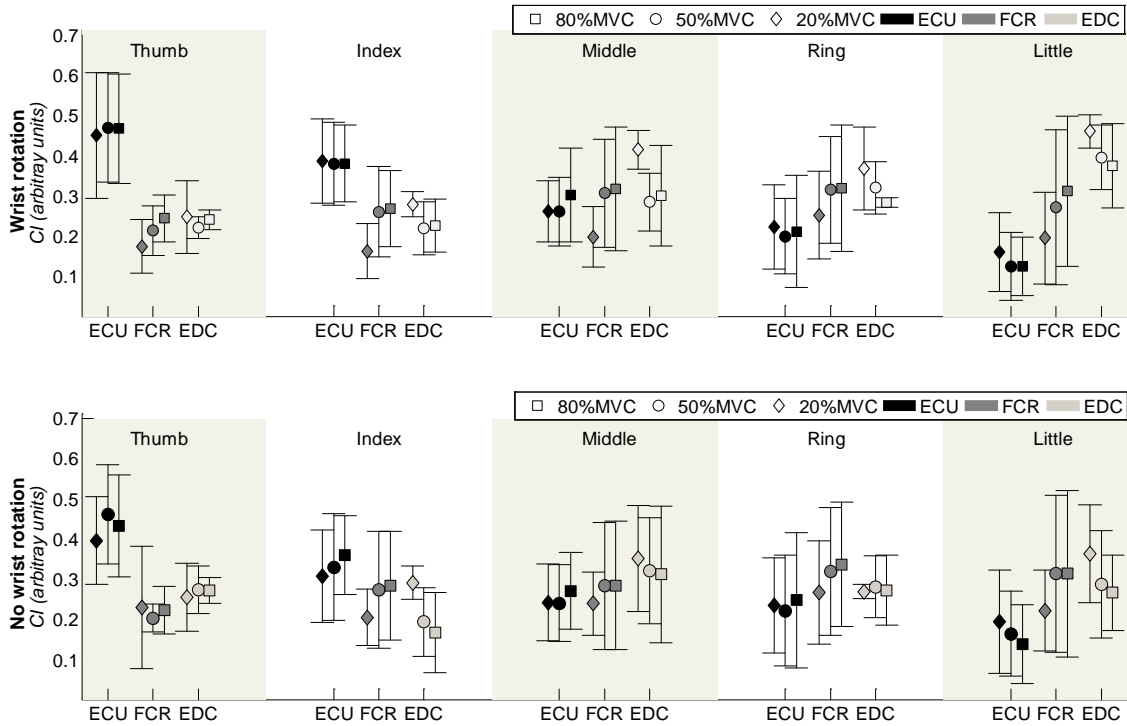 80%MVC 50%MVC 20%MVC ECU FCR EDC
Thumb Index Middle Ring Little
0.7
0.6
0.5
0.4
0.3
0.2
0.1
Wrist rotation
CI (arbitray units)
ECU FCR EDC ECU FCR EDC ECU FCR EDC ECU FCR EDC ECU FCR EDC
80%MVC 50%MVC 20%MVC ECU FCR EDC
Thumb Index Middle Ring Little
0.7
0.6
0.5
0.4
0.3
0.2
0.1
No wrist rotation
CI (arbitray units)
ECU FCR EDC ECU FCR EDC ECU FCR EDC ECU FCR EDC ECU FCR EDC